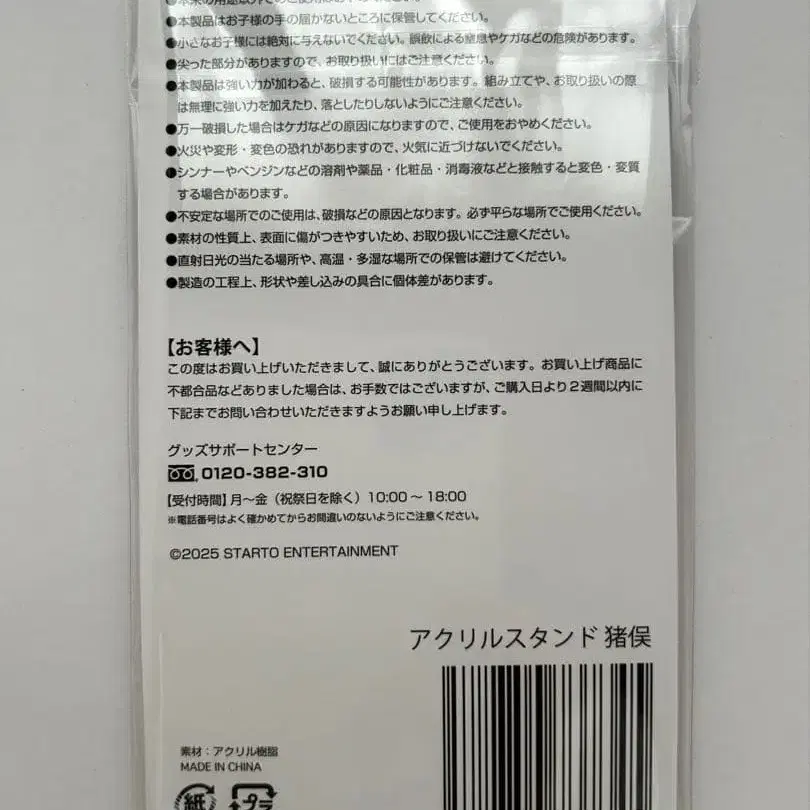 ●本製品はお子様の手の届かないところに保管してください。
●小さなお子様には絶対に与えないでください。誤飲による窒息やケガなどの危険があります。
●尖った部分がありますので、お取り扱いにはご注意ください。
●本製品は強い力が加わると、破損する可能性があります。組み立てや、お取り扱いの際
は無理に強い力を加えたり、落としたりしないようにご注意ください。
●万一破損した場合はケガなどの原因になりますので、ご使用をおやめください。
●火災や変形・変色の恐れがありますので、火気に近づけないでください。
●シンナーやベンジンなどの溶剤や薬品・化粧品・消毒液などと接触すると変色・変質
する場合があります。
●不安定な場所でのご使用は、破損などの原因となります。必ず平らな場所でご使用ください。
●素材の性質上、表面に傷がつきやすいため、お取り扱いにご注意ください。
●直射日光の当たる場所や、高温・多湿な場所での保管は避けてください。
●製造の工程上、形状や差し込みの具合に個体差があります。
【お客様へ】
この度はお買い上げいただきまして、誠にありがとうございます。お買い上げ商品に
不都合品などありました場合は、お手数ではございますが、ご購入日より2週間以内に
下記までお問い合わせいただきますようお願い申し上げます。
グッズサポートセンター
0120-382-310
【受付時間】月〜金（祝祭日を除く）10:00〜18:00
※電話番号はよく確かめてからお間違いのないようにご注意ください。
©2025 STARTO ENTERTAINMENT
アクリルスタンド 猪俣
素材：アクリル樹脂
MADE IN CHINA
紙
プラ